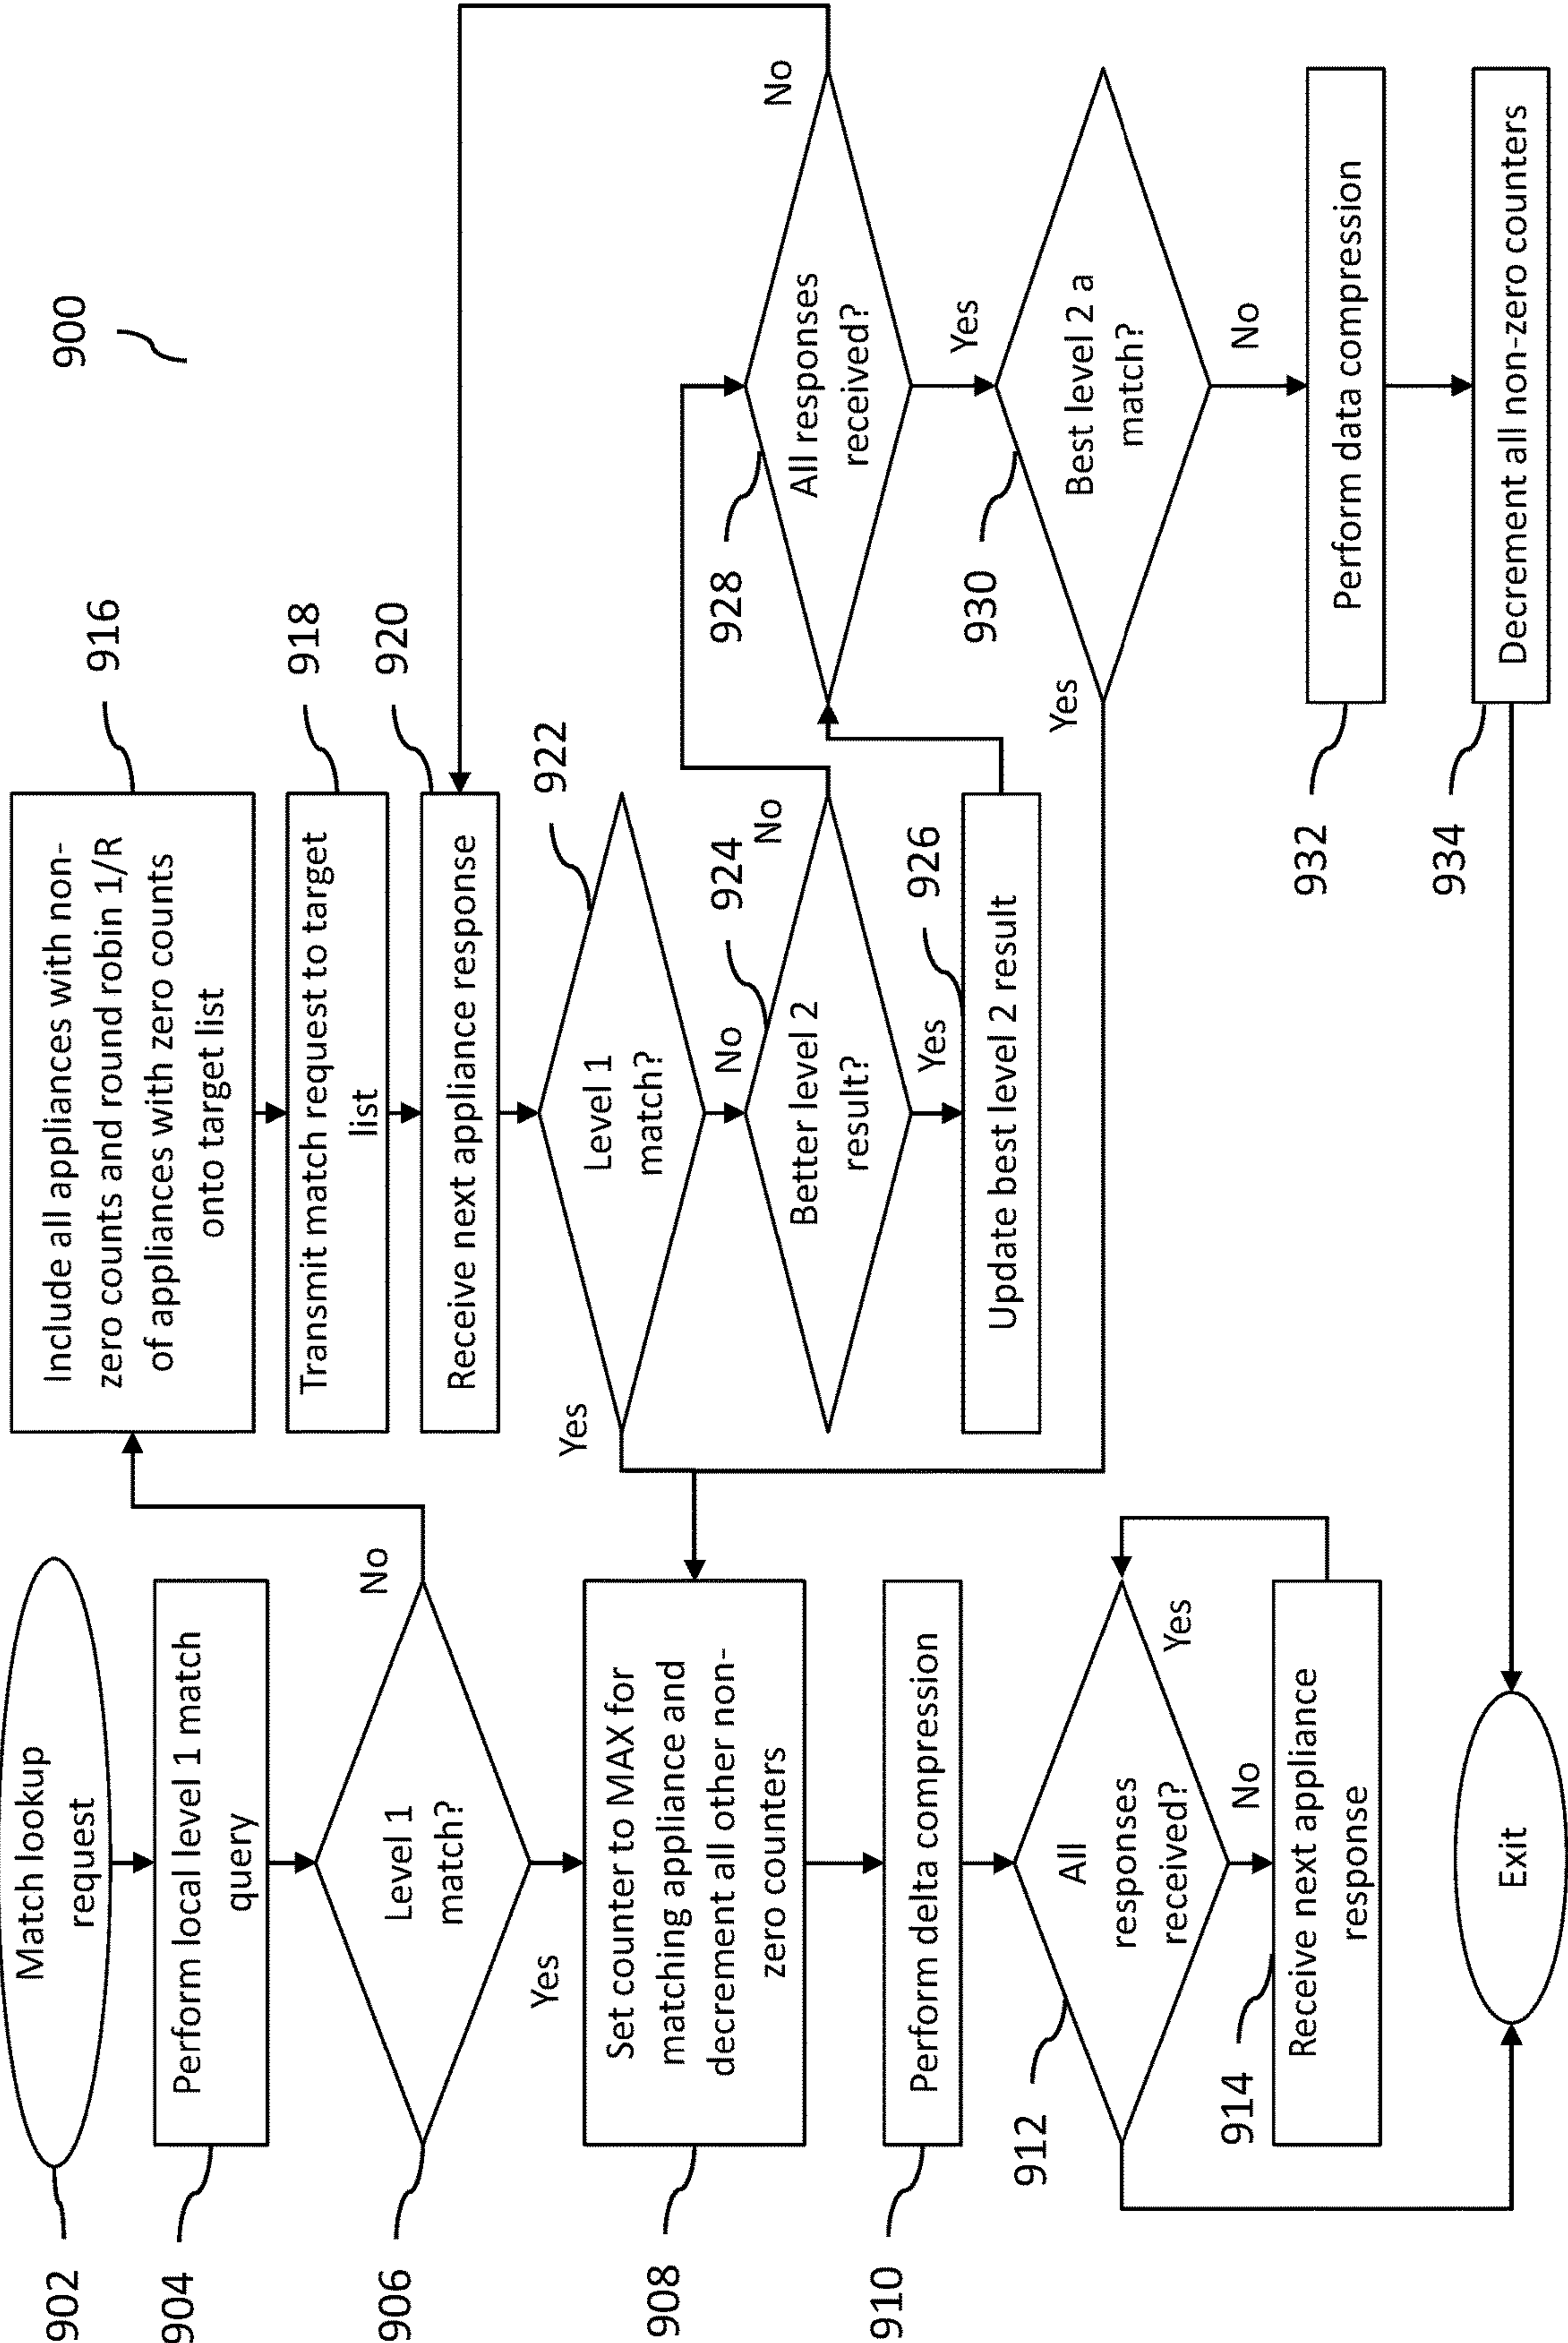 900
902
Match lookup
request
904
Perform local level 1 match
query
906
Level 1
match?
No
Yes
908
Set counter to MAX for
matching appliance and
decrement all other non-
zero counters
910
Perform delta compression
912
All
responses
received?
Yes
No
914
Receive next appliance
response
Exit
916
Include all appliances with non-
zero counts and round robin 1/R
of appliances with zero counts
onto target list
918
Transmit match request to target
list
920
Receive next appliance response
922
Level 1
match?
Yes
No
924
Better level 2
result?
No
Yes
926
Update best level 2 result
928
All responses
received?
No
Yes
930
Best level 2 a
match?
Yes
No
932
Perform data compression
934
Decrement all non-zero counters